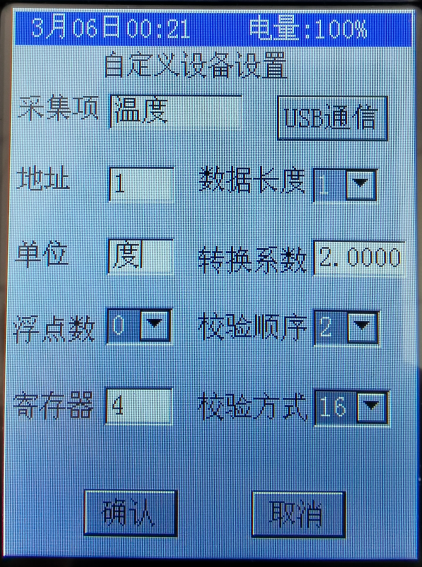 3月06日00:21 电量:100%
自定义设备设置
采集项 温度 USB通信
地址 1 数据长度 1
单位 度 转换系数 2.0000
浮点数 0 校验顺序 2
寄存器 4 校验方式 16
确认 取消